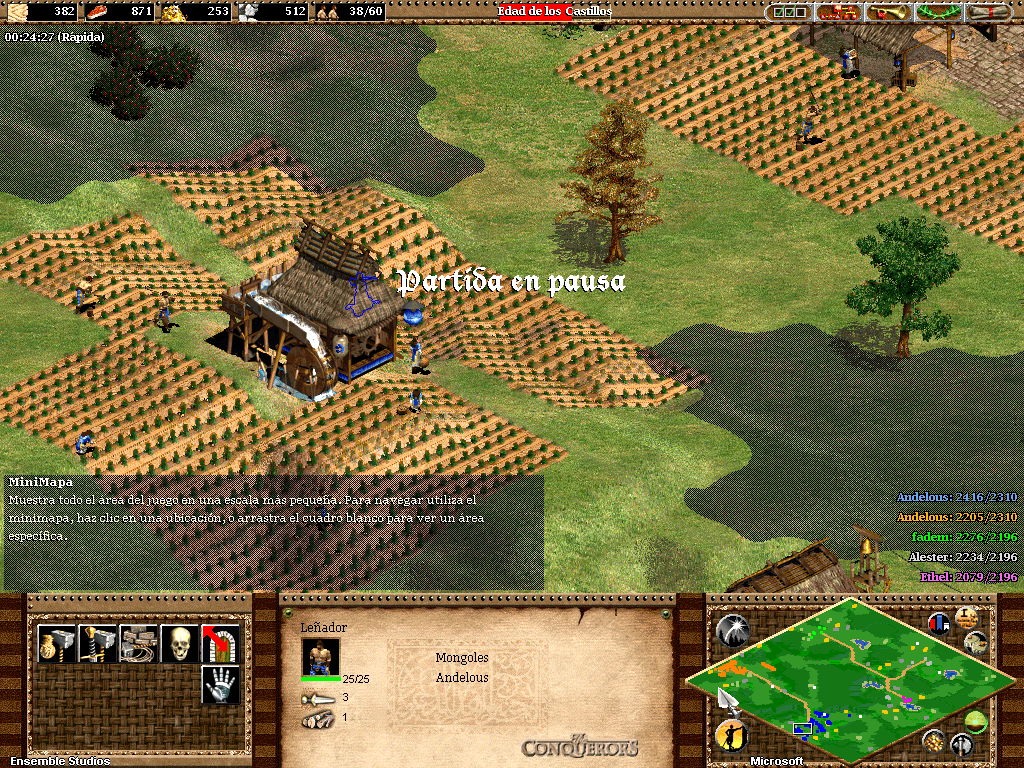 382 871 253 512 38/60 Edad de los Castillos
00:24:27 (Rápida)
Partida en pausa
MiniMapa
Muestra todo el área del juego en una escala más pequeña. Para navegar utiliza el
minimapa, haz clic en una ubicación, o arrastra el cuadro blanco para ver un área
específica.
Andelous: 2416/2310
Andelous: 2205/2310
fadem: 2276/2196
Alester: 2234/2196
Ethel: 2079/2196
Leñador
Mongoles
Andelous
25/25
3
1
The CONQUERORS
Ensemble Studios
Microsoft